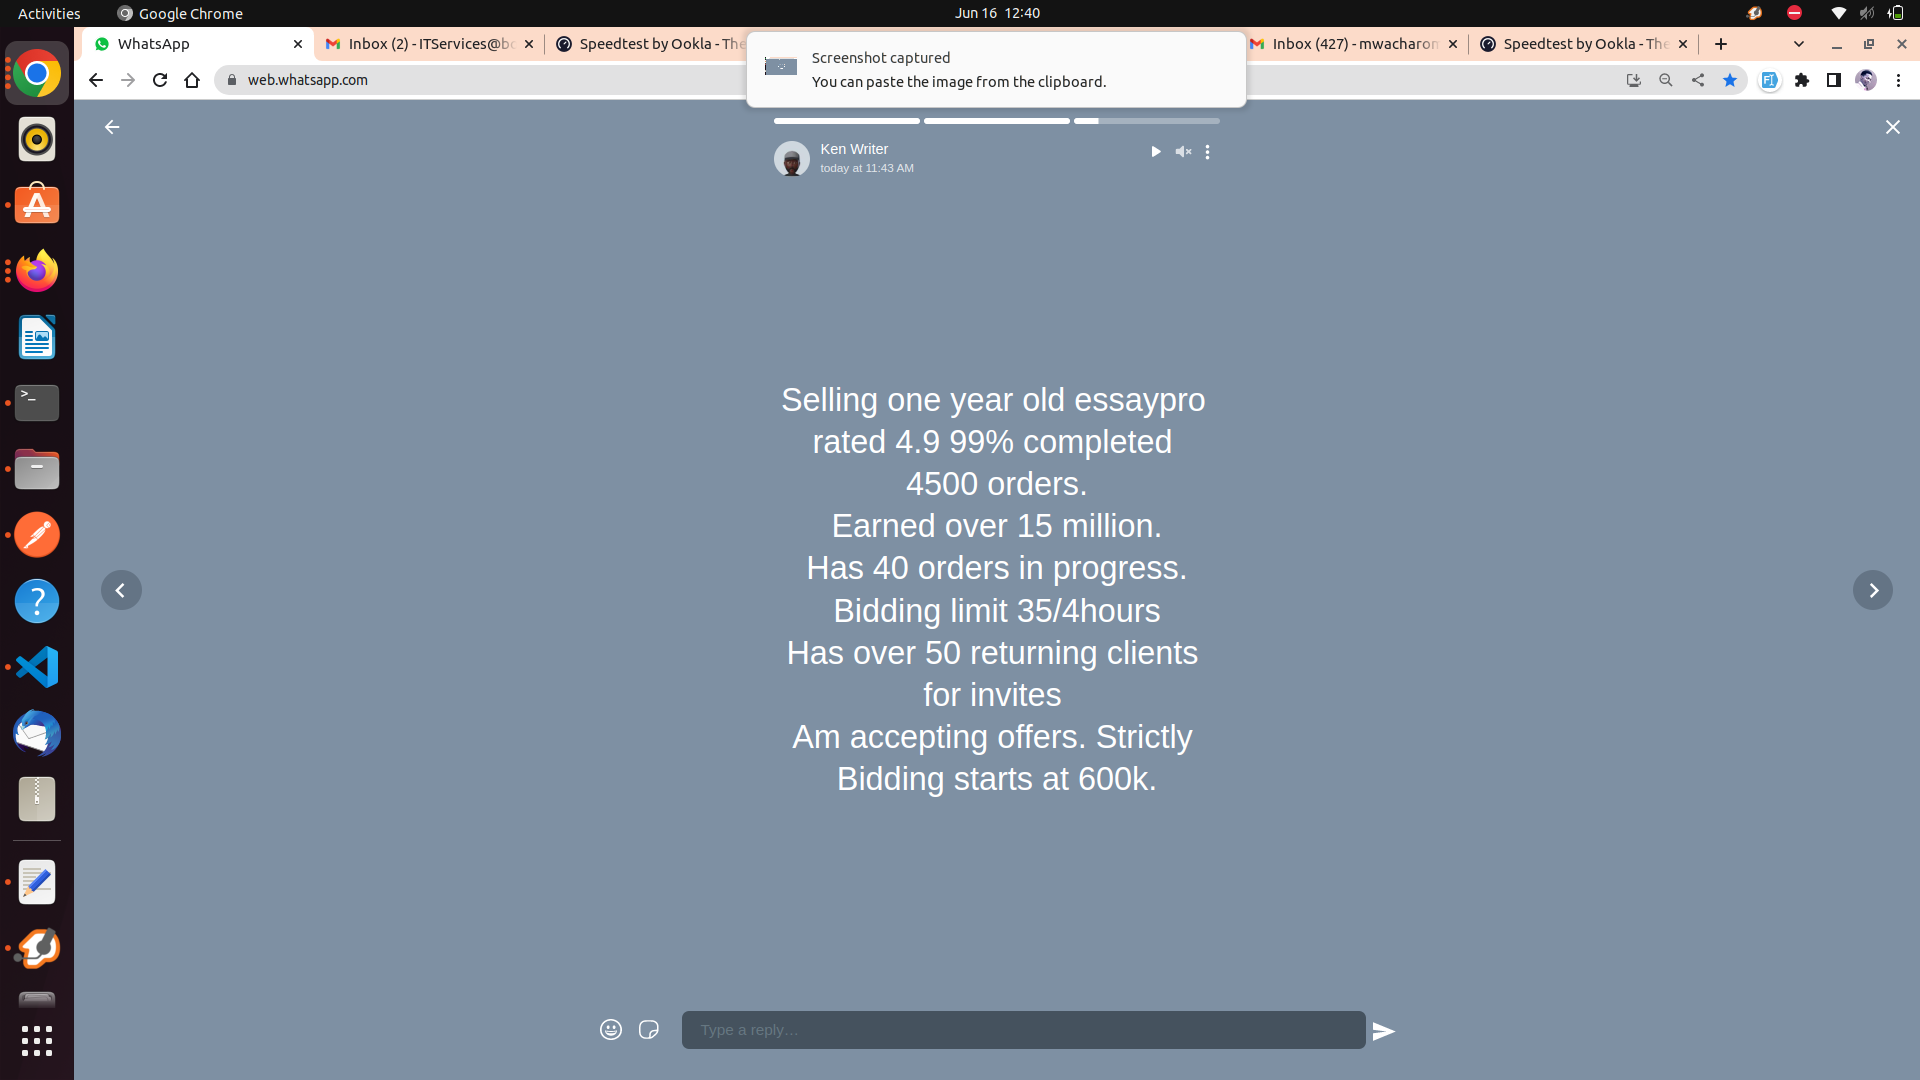 Activities
Google Chrome
Jun 16 12:40
WhatsApp
Inbox (2) - ITServices@bo
Speedtest by Ookla - The
Inbox (427) - mwacharom
Speedtest by Ookla - The
Screenshot captured
You can paste the image from the clipboard.
web.whatsapp.com
Ken Writer
today at 11:43 AM
Selling one year old essaypro
rated 4.9 99% completed
4500 orders.
Earned over 15 million.
Has 40 orders in progress.
Bidding limit 35/4hours
Has over 50 returning clients
for invites
Am accepting offers. Strictly
Bidding starts at 600k.
Type a reply…